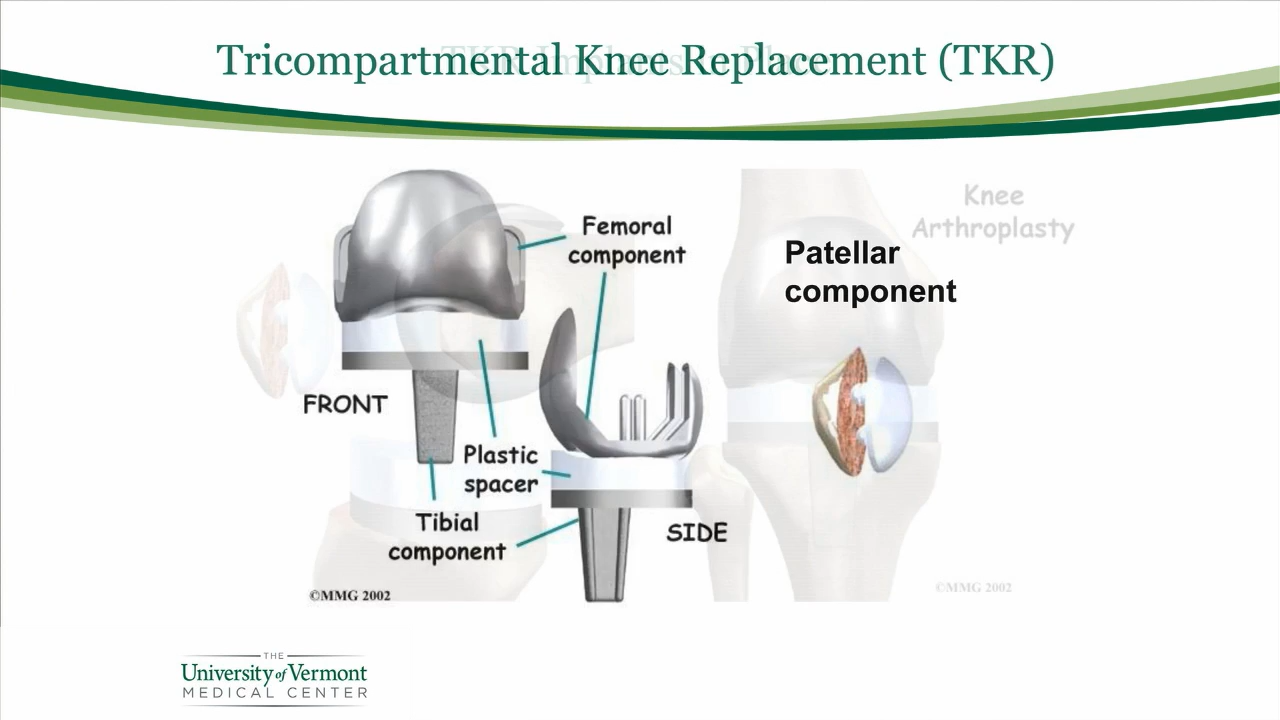 Tricompartmental Knee Replacement (TKR)
Femoral
component
Knee
Arthroplasty
Patellar
component
FRONT
Plastic
spacer
Tibial
component
SIDE
©MMG 2002
©MMG 2002
THE
University of Vermont
MEDICAL CENTER